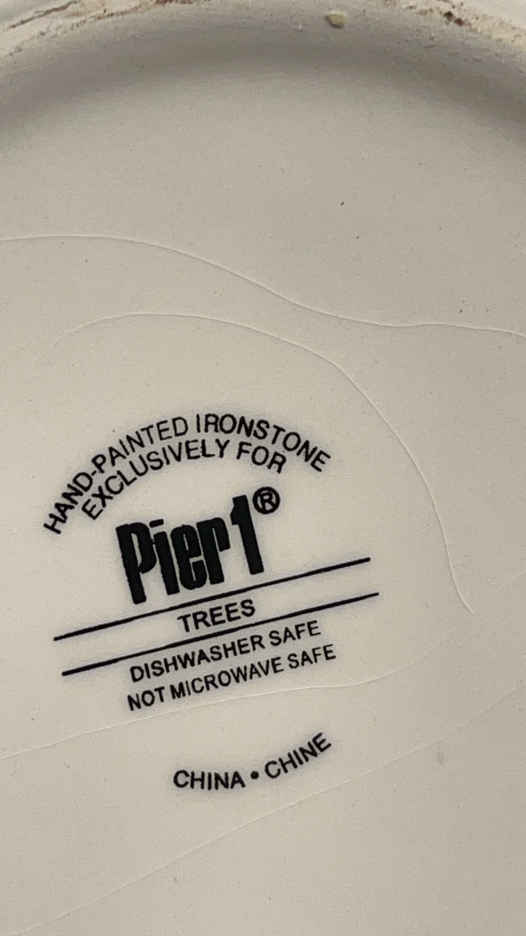 HAND-PAINTED IRONSTONE
EXCLUSIVELY FOR
Pier1®
TREES
DISHWASHER SAFE
NOT MICROWAVE SAFE
CHINA • CHINE